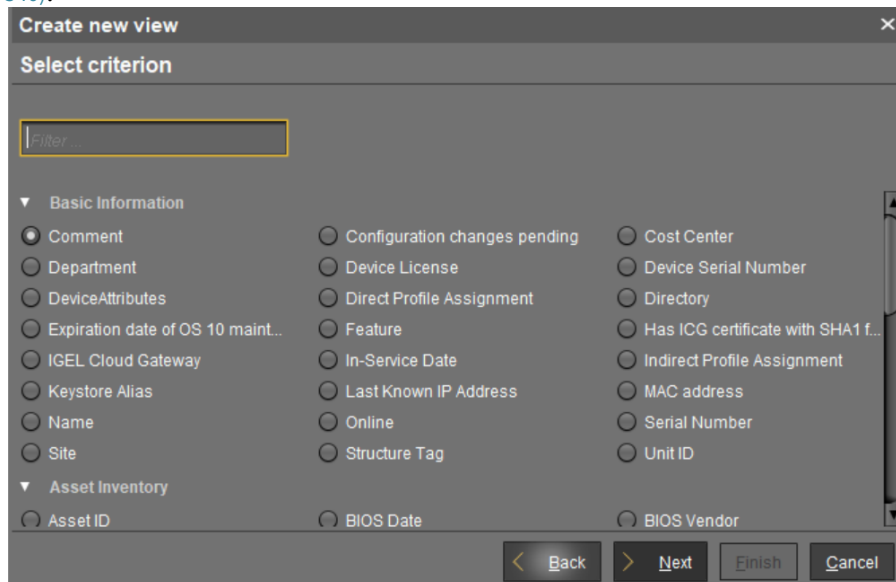 Create new view
Select criterion
Filter ...
Basic Information
Comment Configuration changes pending Cost Center
Department Device License Device Serial Number
DeviceAttributes Direct Profile Assignment Directory
Expiration date of OS 10 maint... Feature Has ICG certificate with SHA1 f...
IGEL Cloud Gateway In-Service Date Indirect Profile Assignment
Keystore Alias Last Known IP Address MAC address
Name Online Serial Number
Site Structure Tag Unit ID
Asset Inventory
Asset ID BIOS Date BIOS Vendor
Back Next Finish Cancel